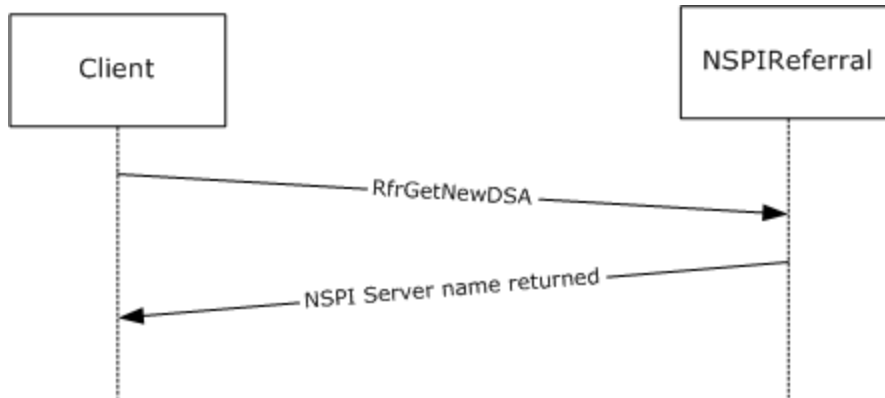 Client
NSPIReferral
RfrGetNewDSA
NSPI Server name returned